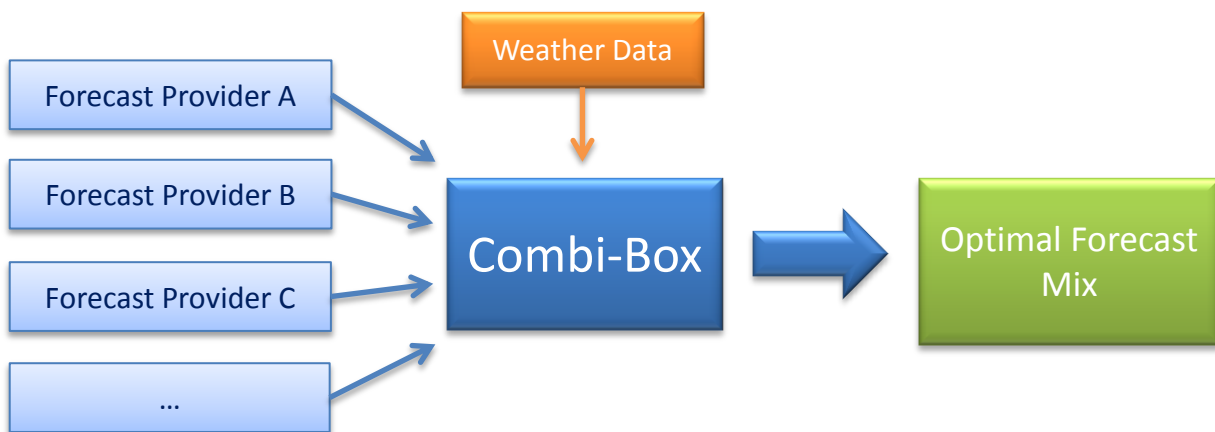 Weather Data
Forecast Provider A
Forecast Provider B
Forecast Provider C
...
Combi-Box
Optimal Forecast
Mix